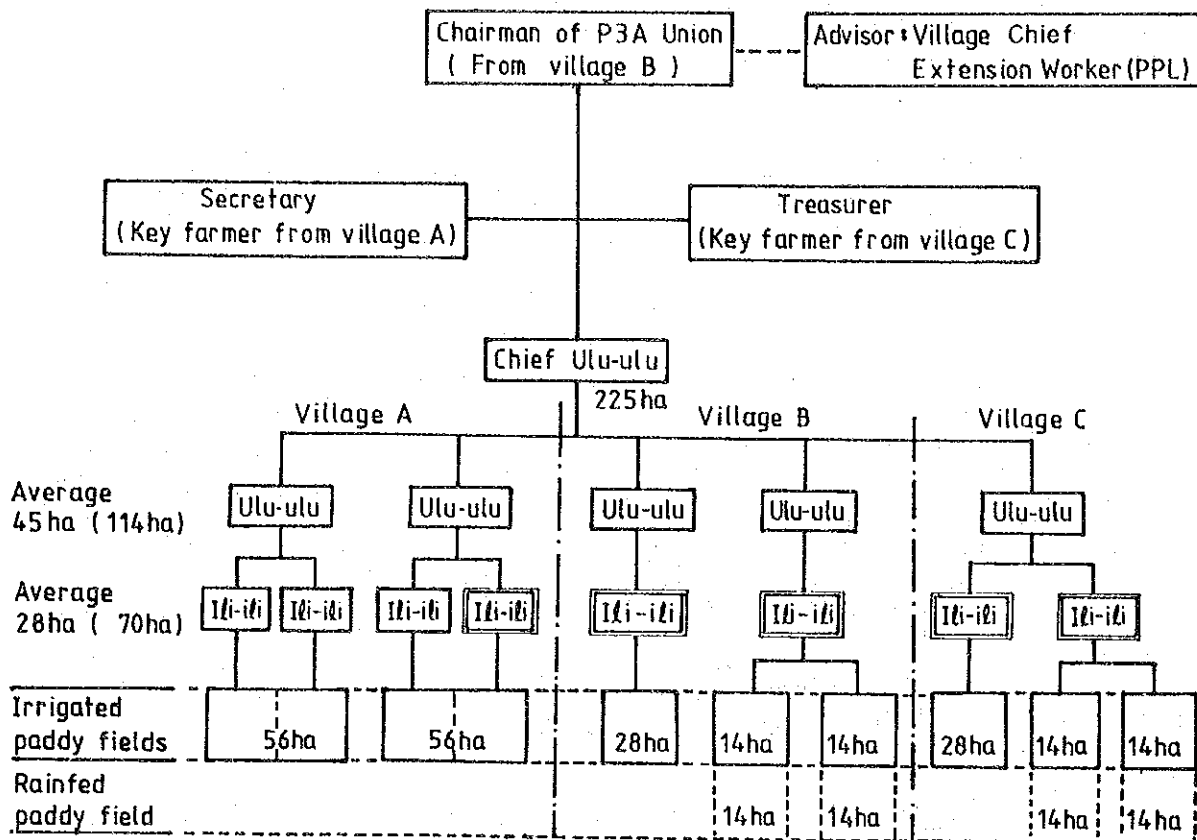 Chairman of P3A Union
( From village B )
Advisor : Village Chief
Extension Worker (PPL)
Secretary
(Key farmer from village A)
Treasurer
(Key farmer from village C)
Chief Ulu-ulu
225ha
Village A
Village B
Village C
Average
45ha ( 114ha)
Ulu-ulu
Ulu-ulu
Ulu-ulu
Ulu-ulu
Ulu-ulu
Average
28ha ( 70ha)
Ili-ili
Ili-ili
Ili-ili
Ili-ili
Ili-ili
Ili-ili
Ili-ili
Ili-ili
Irrigated
paddy fields
56ha
56ha
28ha
14ha
14ha
28ha
14ha
14ha
Rainfed
paddy field
14ha
14ha
14ha
14ha